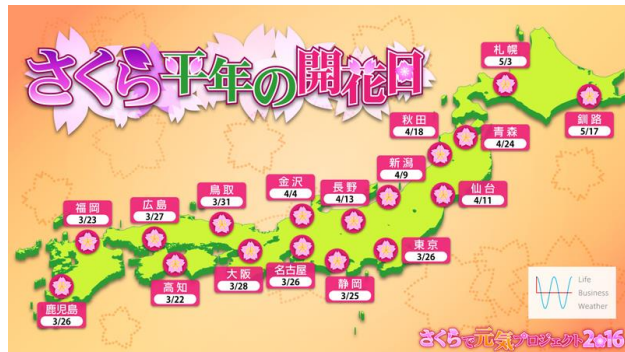 さくら平年の開花日
札幌
5/3
釧路
5/17
秋田
4/18
青森
4/24
新潟
4/9
仙台
4/11
金沢
4/4
長野
4/13
鳥取
3/31
広島
3/27
福岡
3/23
東京
3/26
鹿児島
3/26
高知
3/22
大阪
3/28
名古屋
3/26
静岡
3/25
Life
Business
Weather
さくらで元気プロジェクト2016